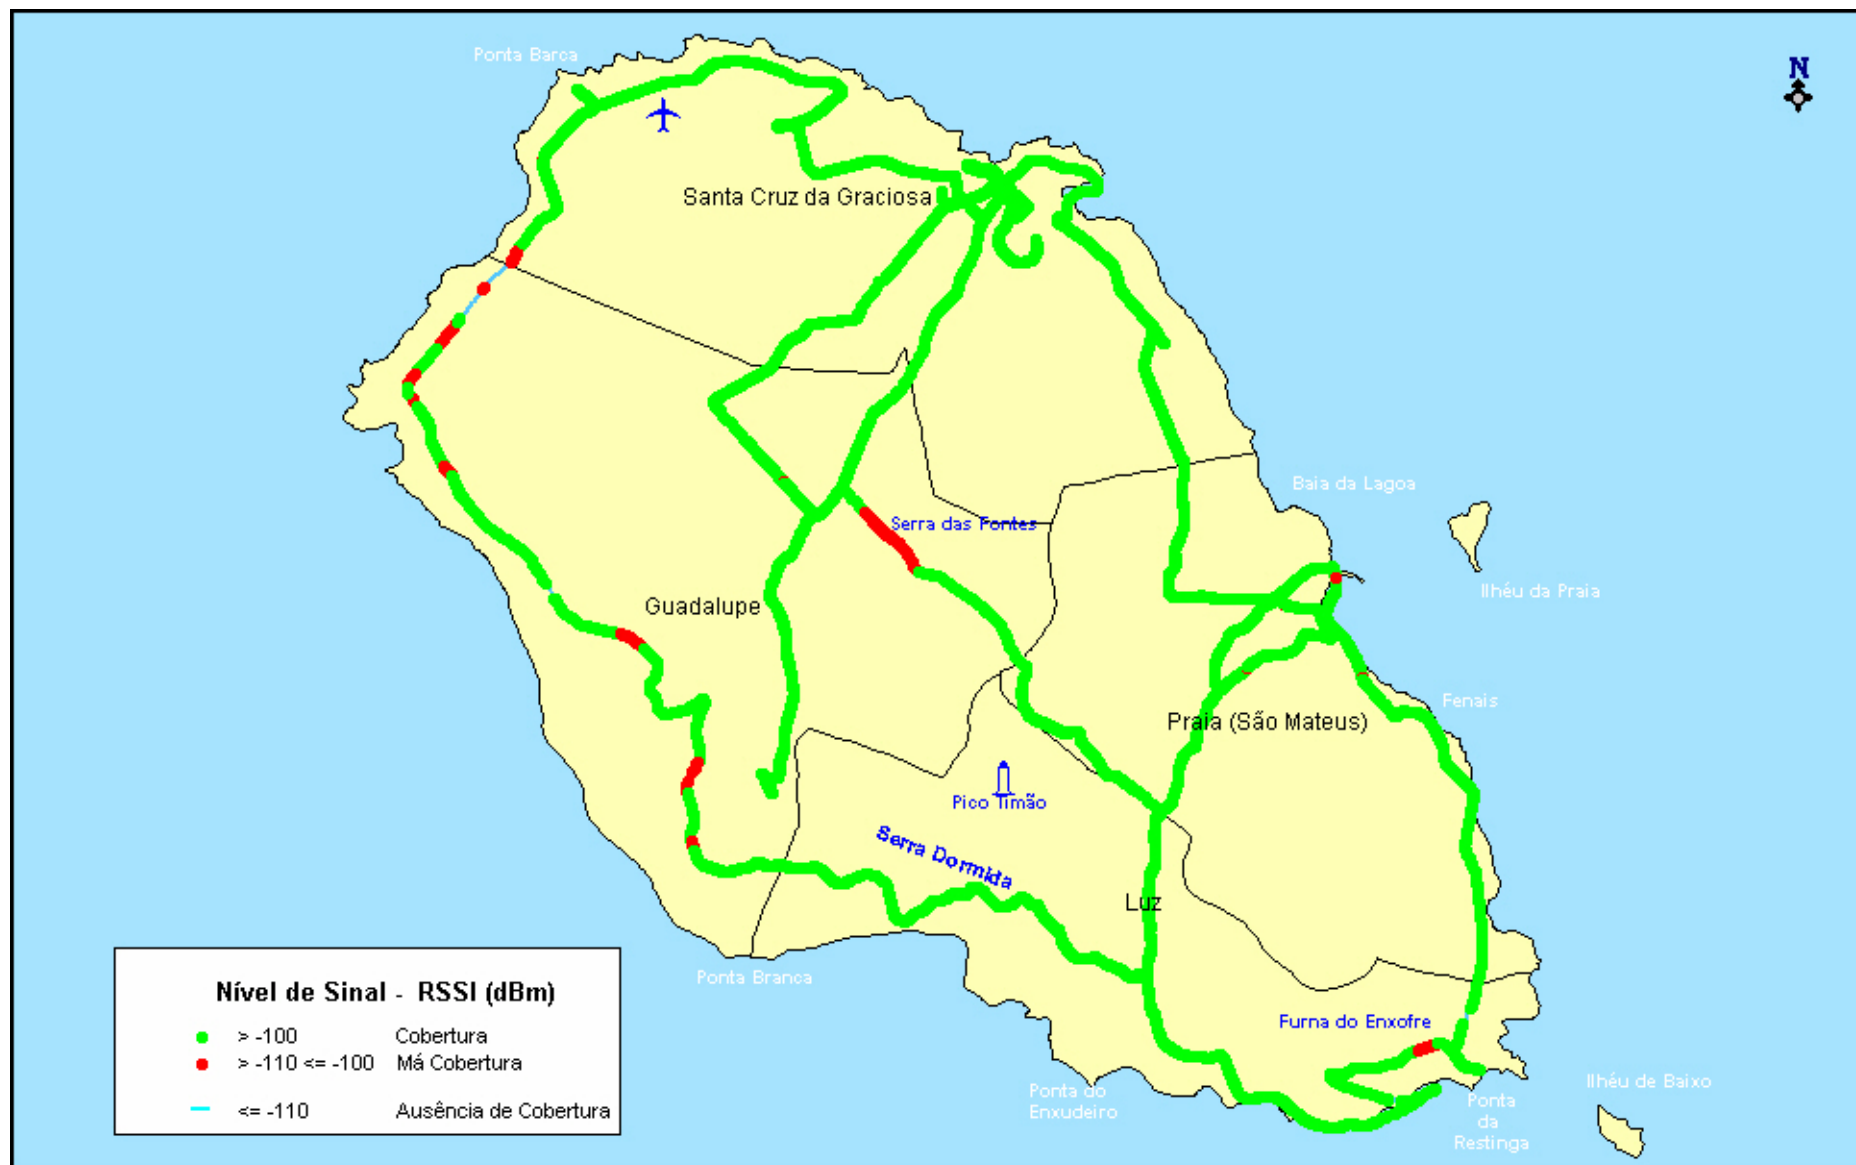 Ponta Barca
N
Santa Cruz da Graciosa
Baia da Lagoa
Serra das Fontes
Ilhéu da Praia
Guadalupe
Fenais
Praia (São Mateus)
Pico Timão
Serra Dormida
Luz
Ponta Branca
Furna do Enxofre
Ponta do
Enxudeiro
Ilhéu de Baixo
Ponta
da
Restinga
Nível de Sinal - RSSI (dBm)
> -100 Cobertura
> -110 <= -100 Má Cobertura
<= -110 Ausência de Cobertura